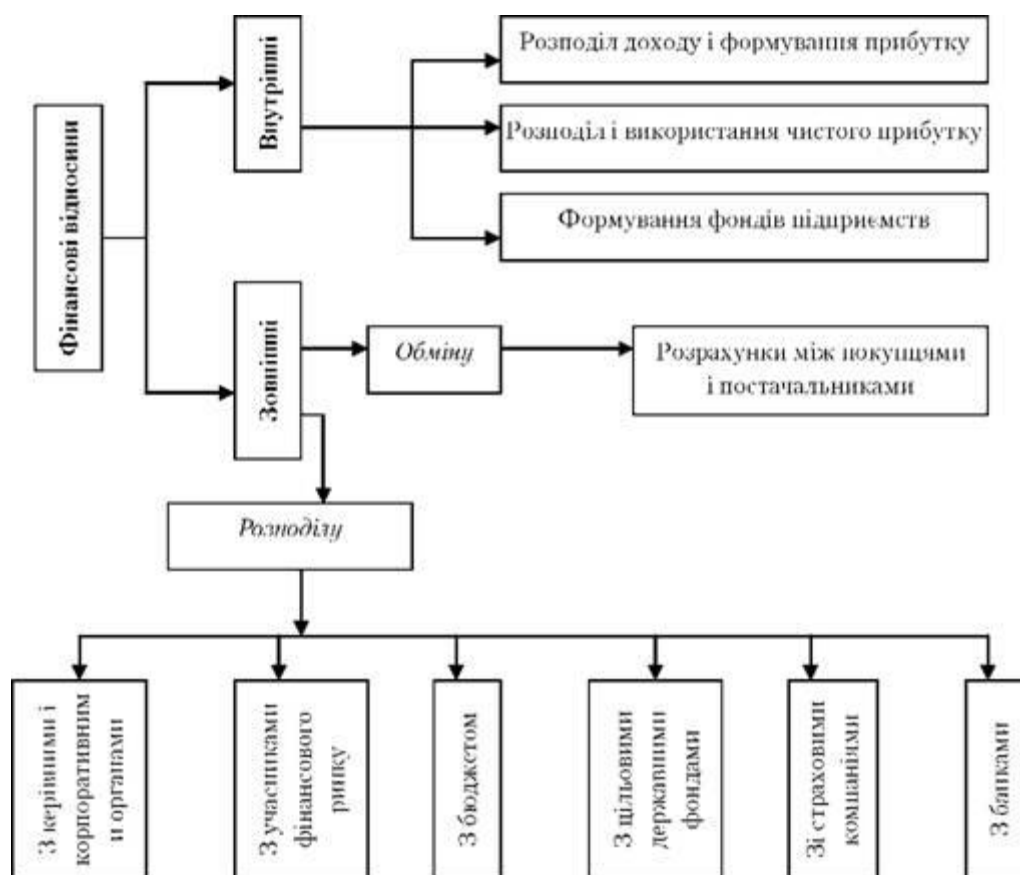 Фінансові відносини
Внутрішні
Розподіл доходу і формування прибутку
Розподіл і використання чистого прибутку
Формування фондів підприємств
Зовнішні
Обміну
Розрахунки між покупцями
і постачальниками
Розподілу
З керівними і
корпоративним
и органами
З учасниками
фінансового
ринку
З бюджетом
З цільовими
державними
фондами
Зі страховими
компаніями
З банками